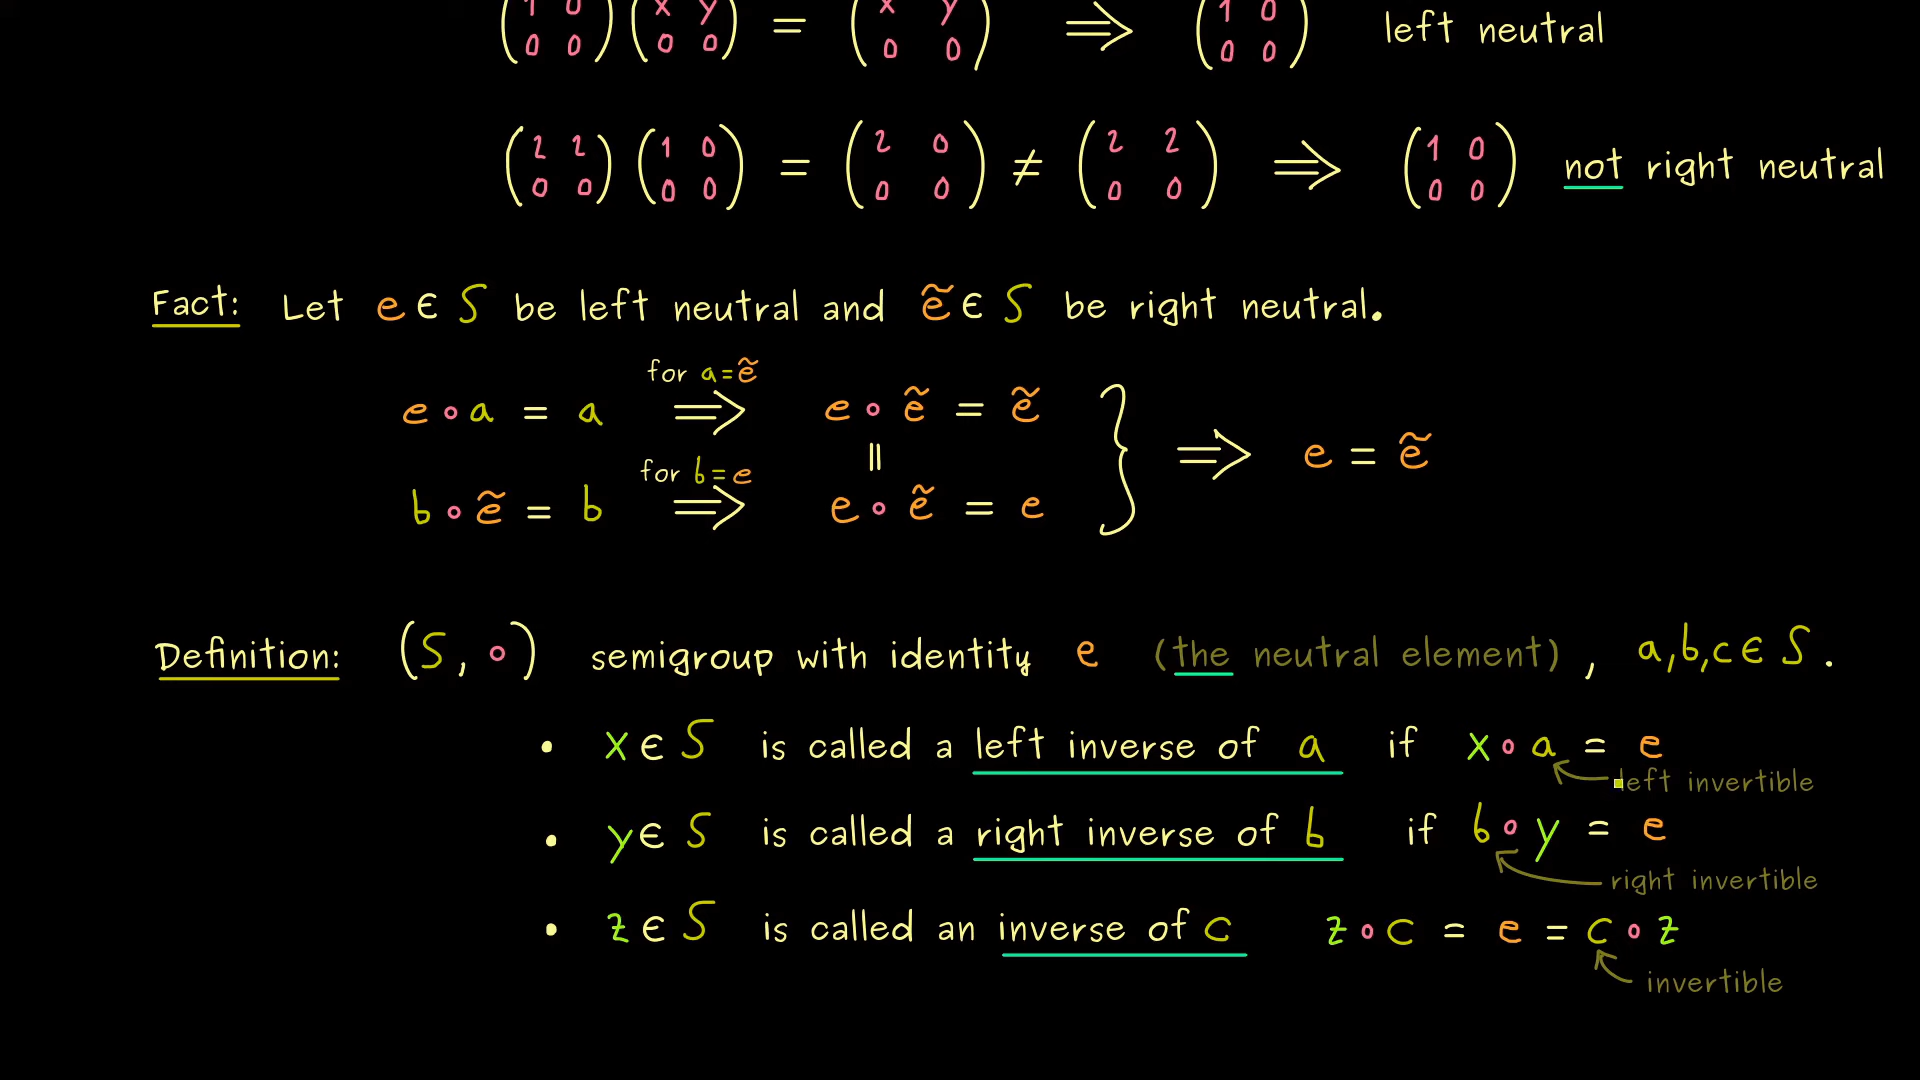 (1 0 / 0 0)(x y / 0 0) = (x y / 0 0) ⟹ (1 0 / 0 0) left neutral
(2 2 / 0 0)(1 0 / 0 0) = (2 0 / 0 0) ≠ (2 2 / 0 0) ⟹ (1 0 / 0 0) not right neutral
Fact: Let e ∈ S be left neutral and ẽ ∈ S be right neutral.
for a = ẽ
e ∘ a = a ⟹ e ∘ ẽ = ẽ
=
} ⟹ e = ẽ
for b = e
b ∘ ẽ = b ⟹ e ∘ ẽ = e
Definition: (S, ∘) semigroup with identity e (the neutral element), a,b,c ∈ S.
• x ∈ S is called a left inverse of a if x ∘ a = e
left invertible
• y ∈ S is called a right inverse of b if b ∘ y = e
right invertible
• z ∈ S is called an inverse of c z ∘ c = e = c ∘ z
invertible